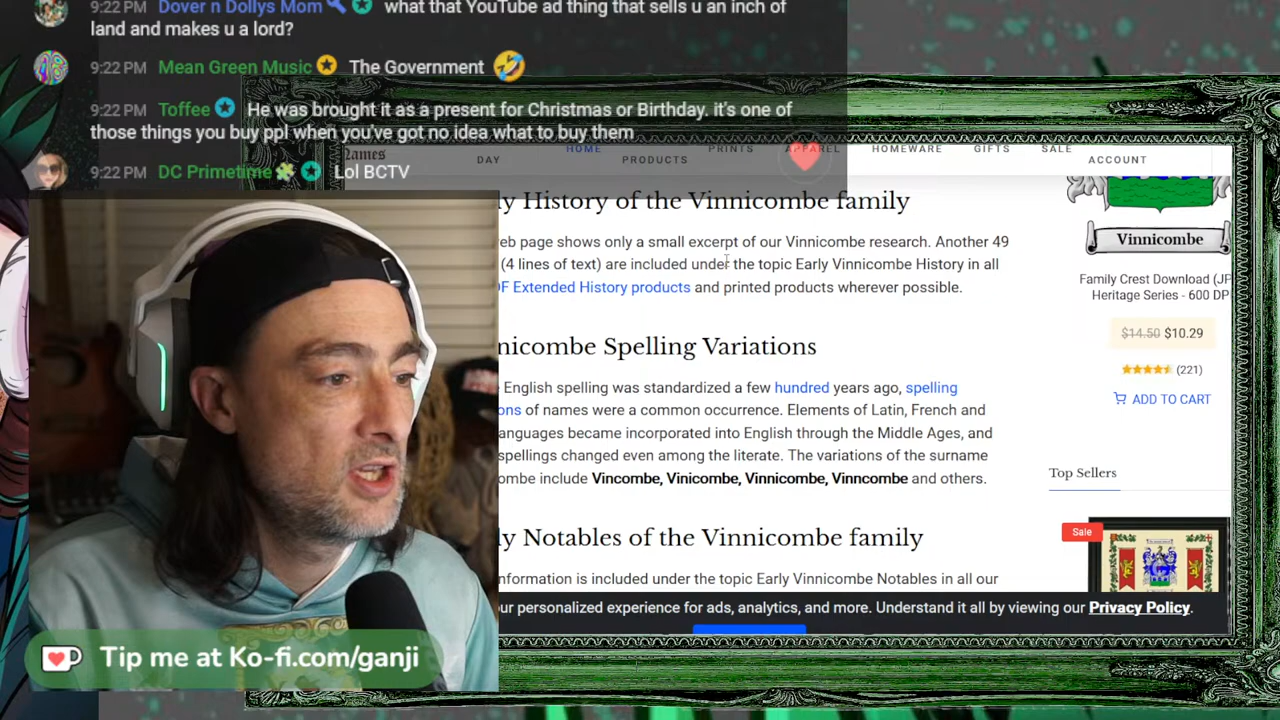 9:22 PM Dover n Dollys Mom what that YouTube ad thing that sells u an inch of
land and makes u a lord?
9:22 PM Mean Green Music The Government
9:22 PM Toffee He was brought it as a present for Christmas or Birthday. it's one of
those things you buy ppl when you've got no idea what to buy them
9:22 PM DC Primetime Lol BCTV
Names
DAY
HOME
PRODUCTS
PRINTS
APPAREL
HOMEWARE
GIFTS
SALE
ACCOUNT
ly History of the Vinnicombe family
eb page shows only a small excerpt of our Vinnicombe research. Another 49
(4 lines of text) are included under the topic Early Vinnicombe History in all
DF Extended History products and printed products wherever possible.
nicombe Spelling Variations
English spelling was standardized a few hundred years ago, spelling
ons of names were a common occurrence. Elements of Latin, French and
anguages became incorporated into English through the Middle Ages, and
spellings changed even among the literate. The variations of the surname
ombe include Vincombe, Vinicombe, Vinnicombe, Vinncombe and others.
ly Notables of the Vinnicombe family
nformation is included under the topic Early Vinnicombe Notables in all our
ur personalized experience for ads, analytics, and more. Understand it all by viewing our Privacy Policy.
Vinnicombe
Family Crest Download (JP
Heritage Series - 600 DP
$14.50 $10.29
(221)
ADD TO CART
Top Sellers
Sale
Tip me at Ko-fi.com/ganji